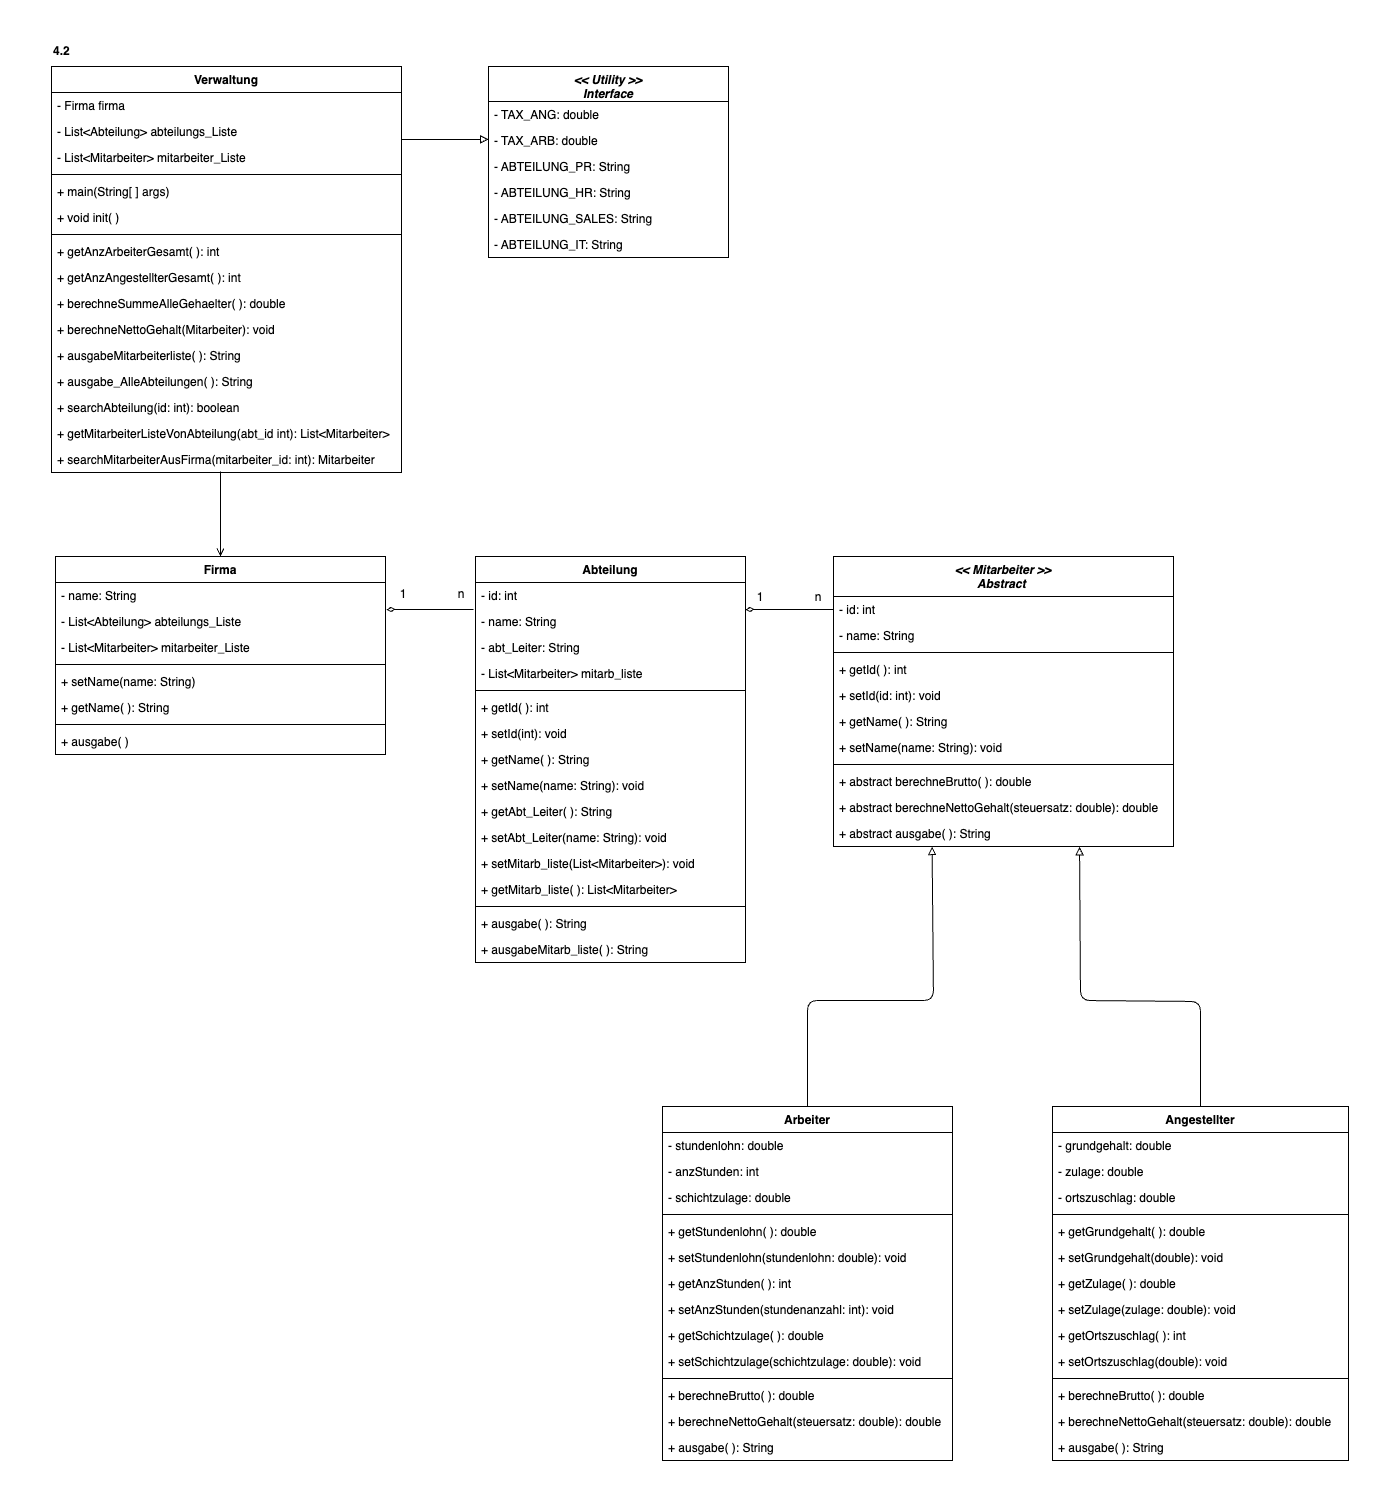 4.2
Verwaltung
- Firma firma
- List<Abteilung> abteilungs_Liste
- List<Mitarbeiter> mitarbeiter_Liste
+ main(String[ ] args)
+ void init( )
+ getAnzArbeiterGesamt( ): int
+ getAnzAngestellterGesamt( ): int
+ berechneSummeAlleGehaelter( ): double
+ berechneNettoGehalt(Mitarbeiter): void
+ ausgabeMitarbeiterliste( ): String
+ ausgabe_AlleAbteilungen( ): String
+ searchAbteilung(id: int): boolean
+ getMitarbeiterListeVonAbteilung(abt_id int): List<Mitarbeiter>
+ searchMitarbeiterAusFirma(mitarbeiter_id: int): Mitarbeiter
<< Utility >>
Interface
- TAX_ANG: double
- TAX_ARB: double
- ABTEILUNG_PR: String
- ABTEILUNG_HR: String
- ABTEILUNG_SALES: String
- ABTEILUNG_IT: String
Firma
- name: String
- List<Abteilung> abteilungs_Liste
- List<Mitarbeiter> mitarbeiter_Liste
+ setName(name: String)
+ getName( ): String
+ ausgabe( )
1
n
Abteilung
- id: int
- name: String
- abt_Leiter: String
- List<Mitarbeiter> mitarb_liste
+ getId( ): int
+ setId(int): void
+ getName( ): String
+ setName(name: String): void
+ getAbt_Leiter( ): String
+ setAbt_Leiter(name: String): void
+ setMitarb_liste(List<Mitarbeiter>): void
+ getMitarb_liste( ): List<Mitarbeiter>
+ ausgabe( ): String
+ ausgabeMitarb_liste( ): String
1
n
<< Mitarbeiter >>
Abstract
- id: int
- name: String
+ getId( ): int
+ setId(id: int): void
+ getName( ): String
+ setName(name: String): void
+ abstract berechneBrutto( ): double
+ abstract berechneNettoGehalt(steuersatz: double): double
+ abstract ausgabe( ): String
Arbeiter
- stundenlohn: double
- anzStunden: int
- schichtzulage: double
+ getStundenlohn( ): double
+ setStundenlohn(stundenlohn: double): void
+ getAnzStunden( ): int
+ setAnzStunden(stundenanzahl: int): void
+ getSchichtzulage( ): double
+ setSchichtzulage(schichtzulage: double): void
+ berechneBrutto( ): double
+ berechneNettoGehalt(steuersatz: double): double
+ ausgabe( ): String
Angestellter
- grundgehalt: double
- zulage: double
- ortszuschlag: double
+ getGrundgehalt( ): double
+ setGrundgehalt(double): void
+ getZulage( ): double
+ setZulage(zulage: double): void
+ getOrtszuschlag( ): int
+ setOrtszuschlag(double): void
+ berechneBrutto( ): double
+ berechneNettoGehalt(steuersatz: double): double
+ ausgabe( ): String